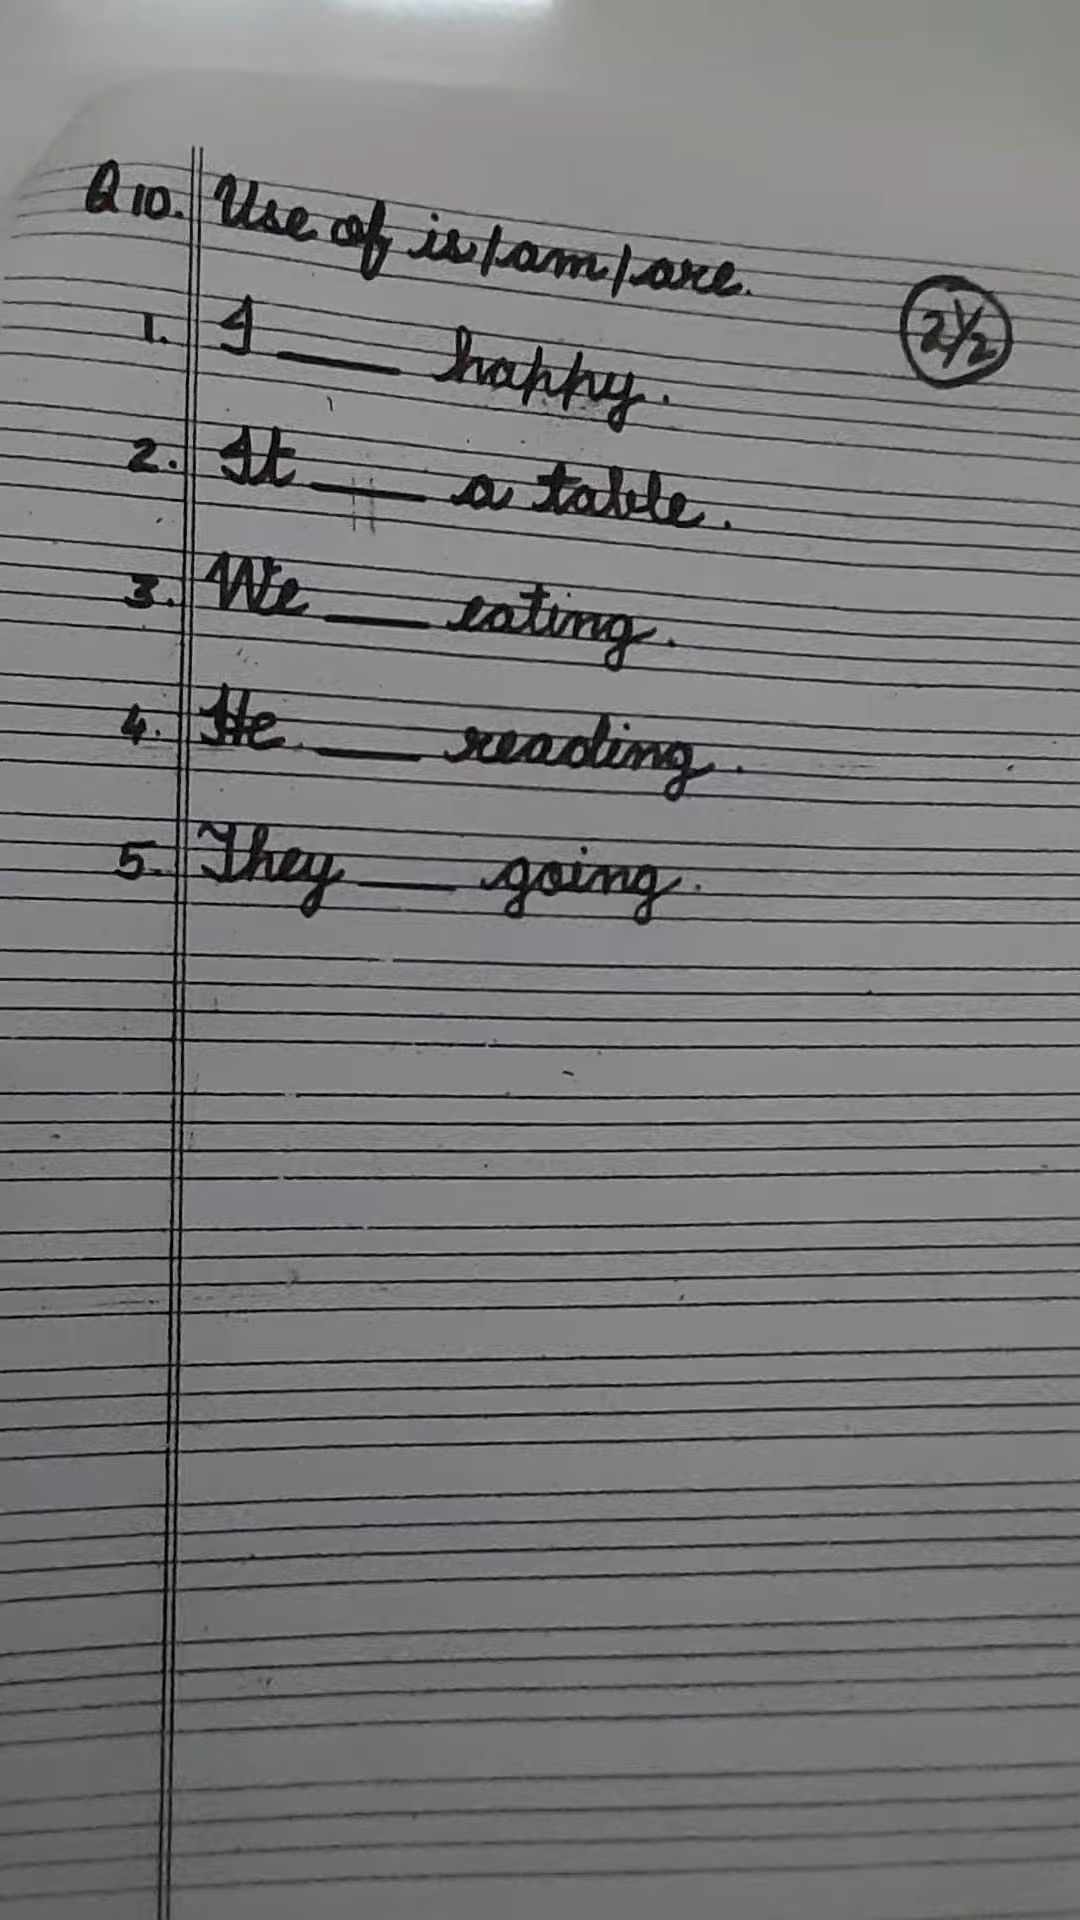 Q10. Use of is/am/are.
2½
1. I ___ happy.
2. It ___ a table.
3. We ___ eating.
4. He ___ reading.
5. They ___ going.